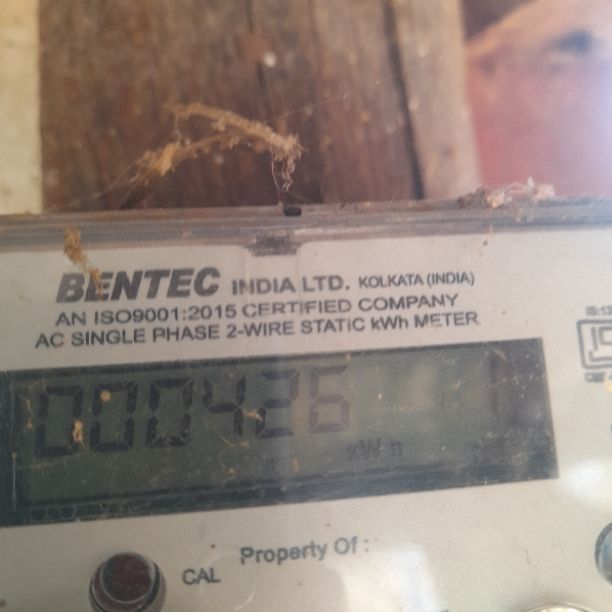 BENTEC INDIA LTD. KOLKATA (INDIA)
AN ISO9001:2015 CERTIFIED COMPANY
AC SINGLE PHASE 2-WIRE STATIC kWh METER
000426
kWh
Property Of :
CAL